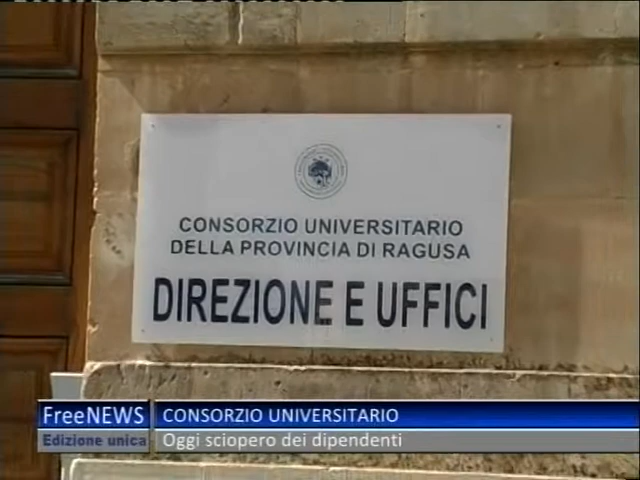 CONSORZIO UNIVERSITARIO
DELLA PROVINCIA DI RAGUSA
DIREZIONE E UFFICI
FreeNEWS
CONSORZIO UNIVERSITARIO
Edizione unica
Oggi sciopero dei dipendenti